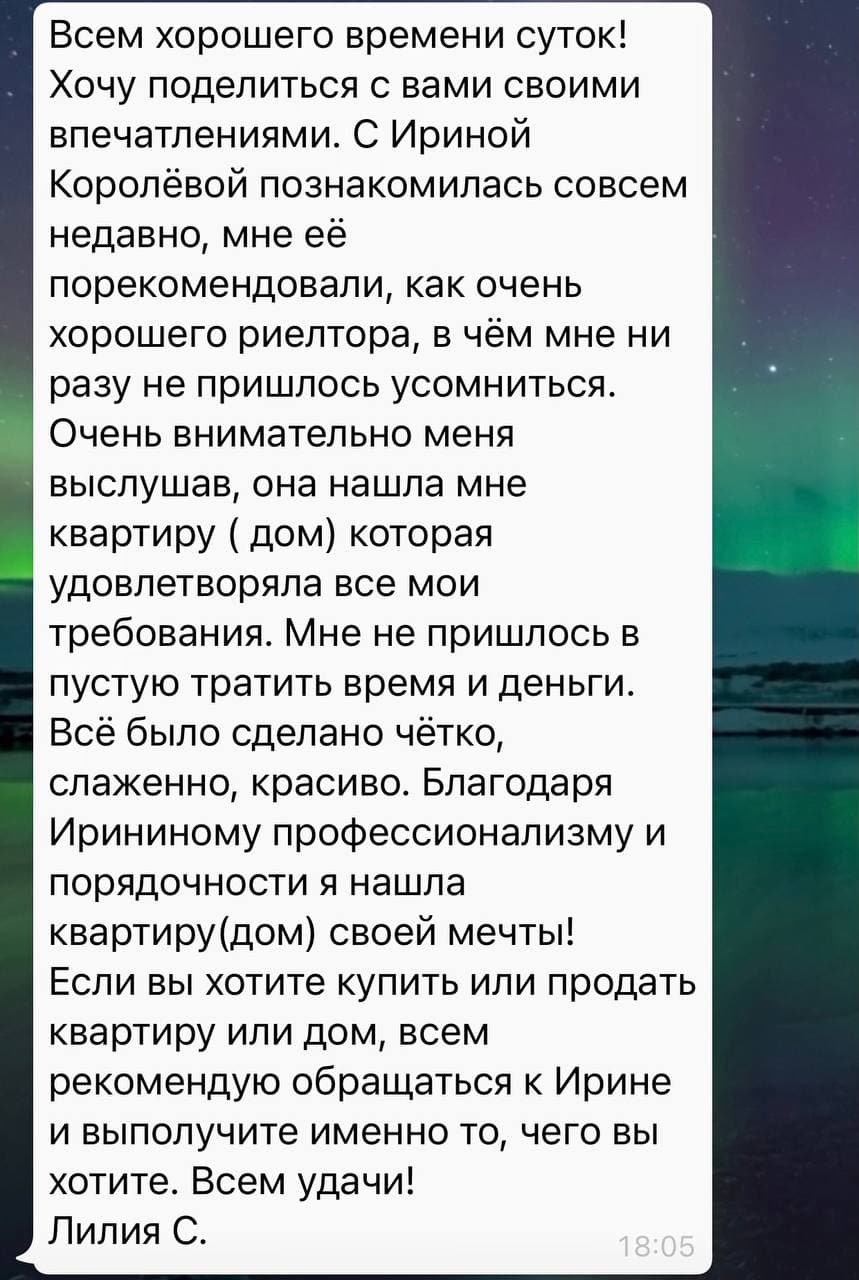 Всем хорошего времени суток!
Хочу поделиться с вами своими
впечатлениями. С Ириной
Королёвой познакомилась совсем
недавно, мне её
порекомендовали, как очень
хорошего риелтора, в чём мне ни
разу не пришлось усомниться.
Очень внимательно меня
выслушав, она нашла мне
квартиру ( дом) которая
удовлетворяла все мои
требования. Мне не пришлось в
пустую тратить время и деньги.
Всё было сделано чётко,
слаженно, красиво. Благодаря
Ирининому профессионализму и
порядочности я нашла
квартиру(дом) своей мечты!
Если вы хотите купить или продать
квартиру или дом, всем
рекомендую обращаться к Ирине
и выполучите именно то, чего вы
хотите. Всем удачи!
Лилия С.
18:05